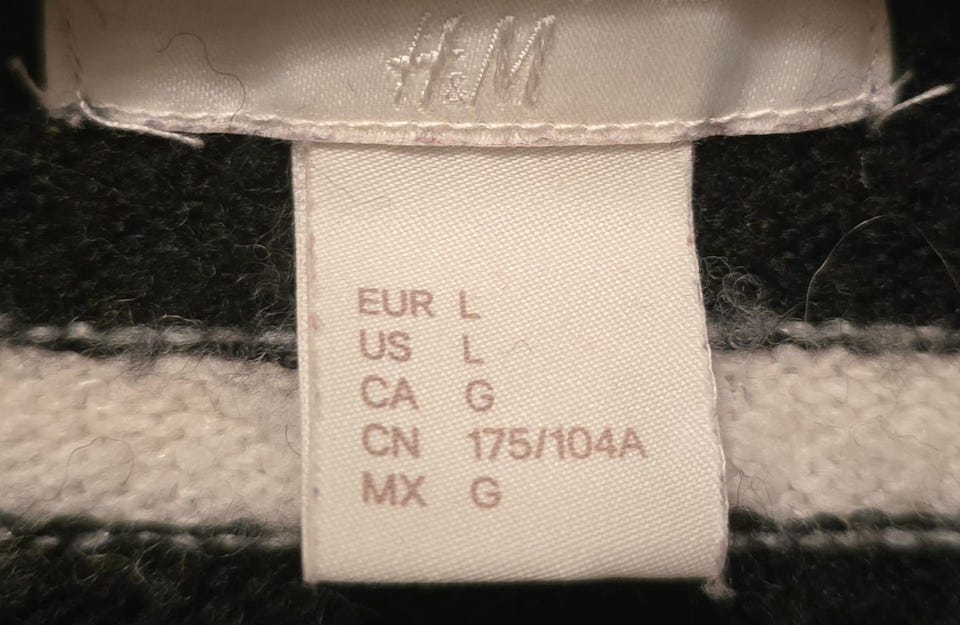 H&M
EUR L
US L
CA G
CN 175/104A
MX G